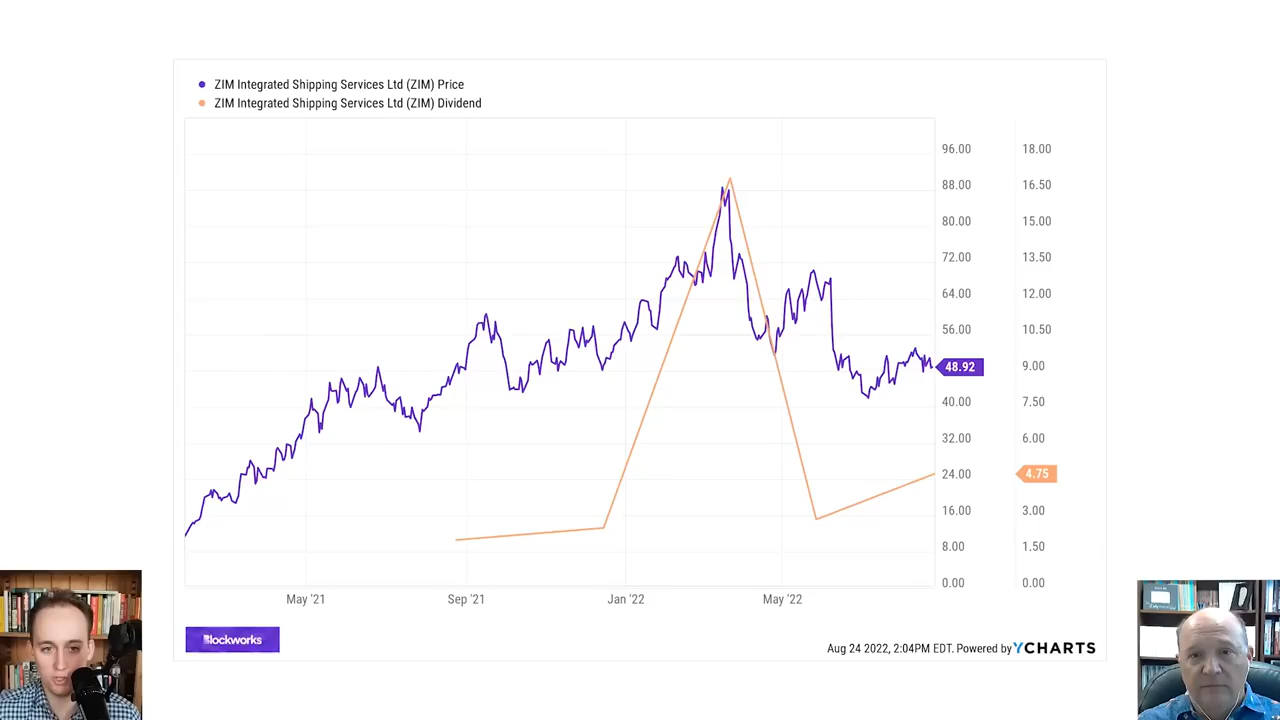 ZIM Integrated Shipping Services Ltd (ZIM) Price
ZIM Integrated Shipping Services Ltd (ZIM) Dividend
96.00 18.00
88.00 16.50
80.00 15.00
72.00 13.50
64.00 12.00
56.00 10.50
48.92 9.00
40.00 7.50
32.00 6.00
24.00 4.75
16.00 3.00
8.00 1.50
0.00 0.00
May '21 Sep '21 Jan '22 May '22
Blockworks
Aug 24 2022, 2:04PM EDT. Powered by YCHARTS